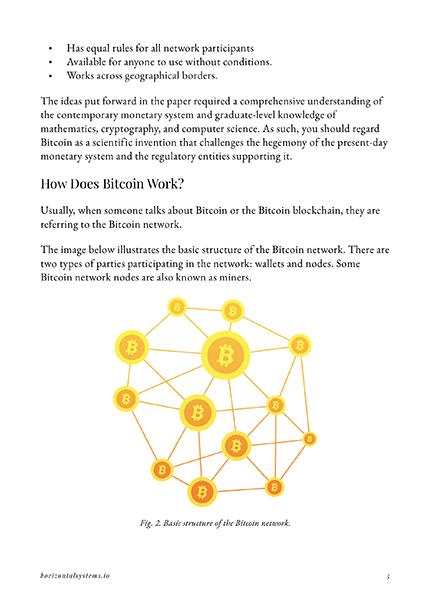 • Has equal rules for all network participants
• Available for anyone to use without conditions.
• Works across geographical borders.
The ideas put forward in the paper required a comprehensive understanding of
the contemporary monetary system and graduate-level knowledge of
mathematics, cryptography, and computer science. As such, you should regard
Bitcoin as a scientific invention that challenges the hegemony of the present-day
monetary system and the regulatory entities supporting it.
How Does Bitcoin Work?
Usually, when someone talks about Bitcoin or the Bitcoin blockchain, they are
referring to the Bitcoin network.
The image below illustrates the basic structure of the Bitcoin network. There are
two types of parties participating in the network: wallets and nodes. Some
Bitcoin network nodes are also known as miners.
Fig. 2. Basic structure of the Bitcoin network.
horizontalsystems.io 5